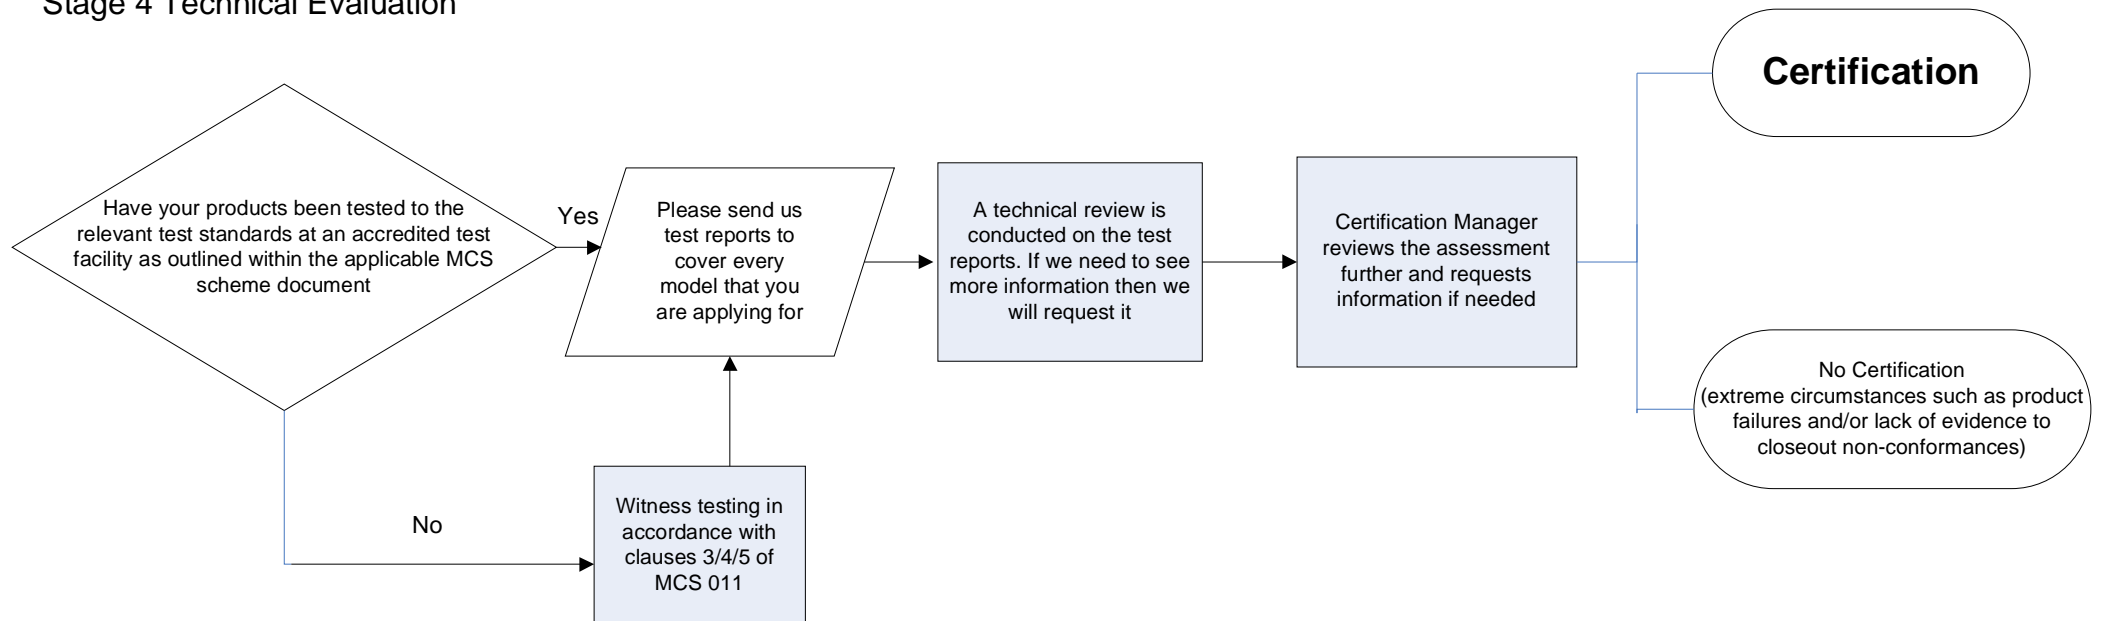 Stage 4 Technical Evaluation
Have your products been tested to the
relevant test standards at an accredited test
facility as outlined within the applicable MCS
scheme document
Yes
Please send us
test reports to
cover every
model that you
are applying for
A technical review is
conducted on the test
reports. If we need to see
more information then we
will request it
Certification Manager
reviews the assessment
further and requests
information if needed
Certification
No Certification
(extreme circumstances such as product
failures and/or lack of evidence to
closeout non-conformances)
No
Witness testing in
accordance with
clauses 3/4/5 of
MCS 011